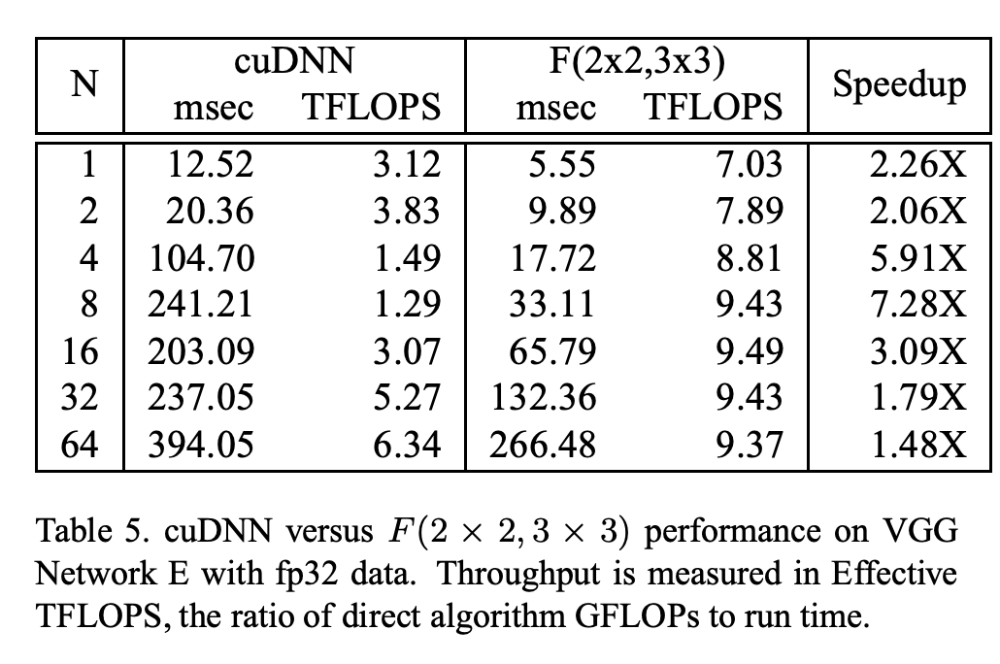 N cuDNN F(2x2,3x3) Speedup
msec TFLOPS msec TFLOPS
1 12.52 3.12 5.55 7.03 2.26X
2 20.36 3.83 9.89 7.89 2.06X
4 104.70 1.49 17.72 8.81 5.91X
8 241.21 1.29 33.11 9.43 7.28X
16 203.09 3.07 65.79 9.49 3.09X
32 237.05 5.27 132.36 9.43 1.79X
64 394.05 6.34 266.48 9.37 1.48X
Table 5. cuDNN versus F(2 × 2, 3 × 3) performance on VGG
Network E with fp32 data. Throughput is measured in Effective
TFLOPS, the ratio of direct algorithm GFLOPs to run time.